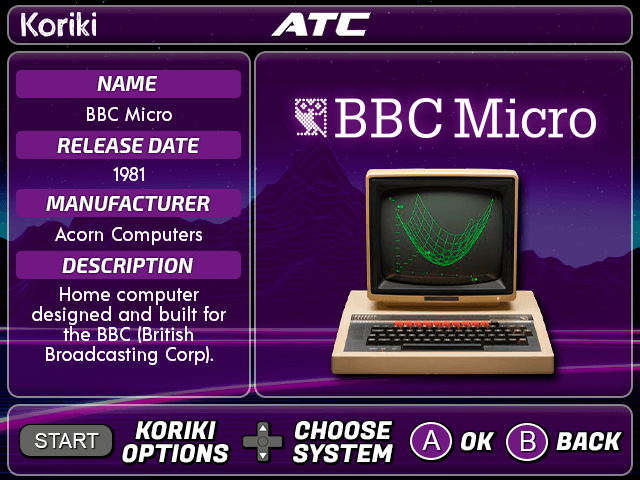 Koriki
ATC
NAME
BBC Micro
RELEASE DATE
1981
MANUFACTURER
Acorn Computers
DESCRIPTION
Home computer
designed and built for
the BBC (British
Broadcasting Corp).
BBC Micro
START
KORIKI
OPTIONS
CHOOSE
SYSTEM
A
OK
B
BACK